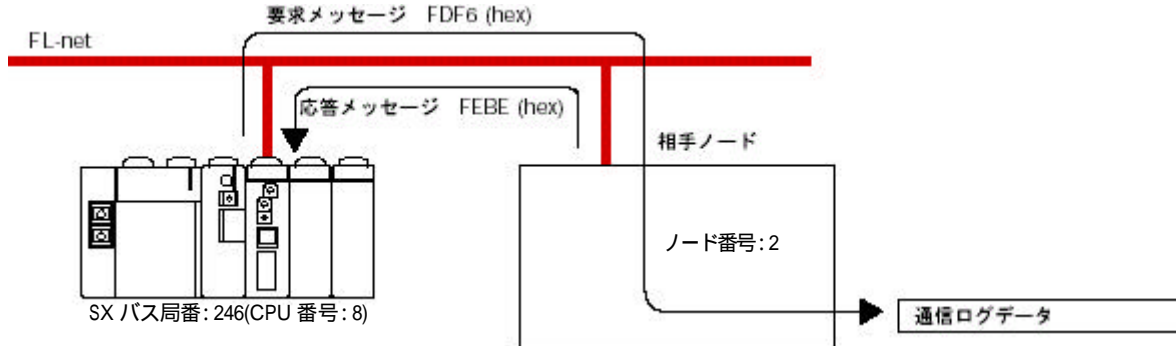 要求メッセージ FDF6 (hex)
FL-net
応答メッセージ FEBE (hex)
相手ノード
ノード番号:2
SX バス局番:246(CPU 番号:8)
通信ログデータ